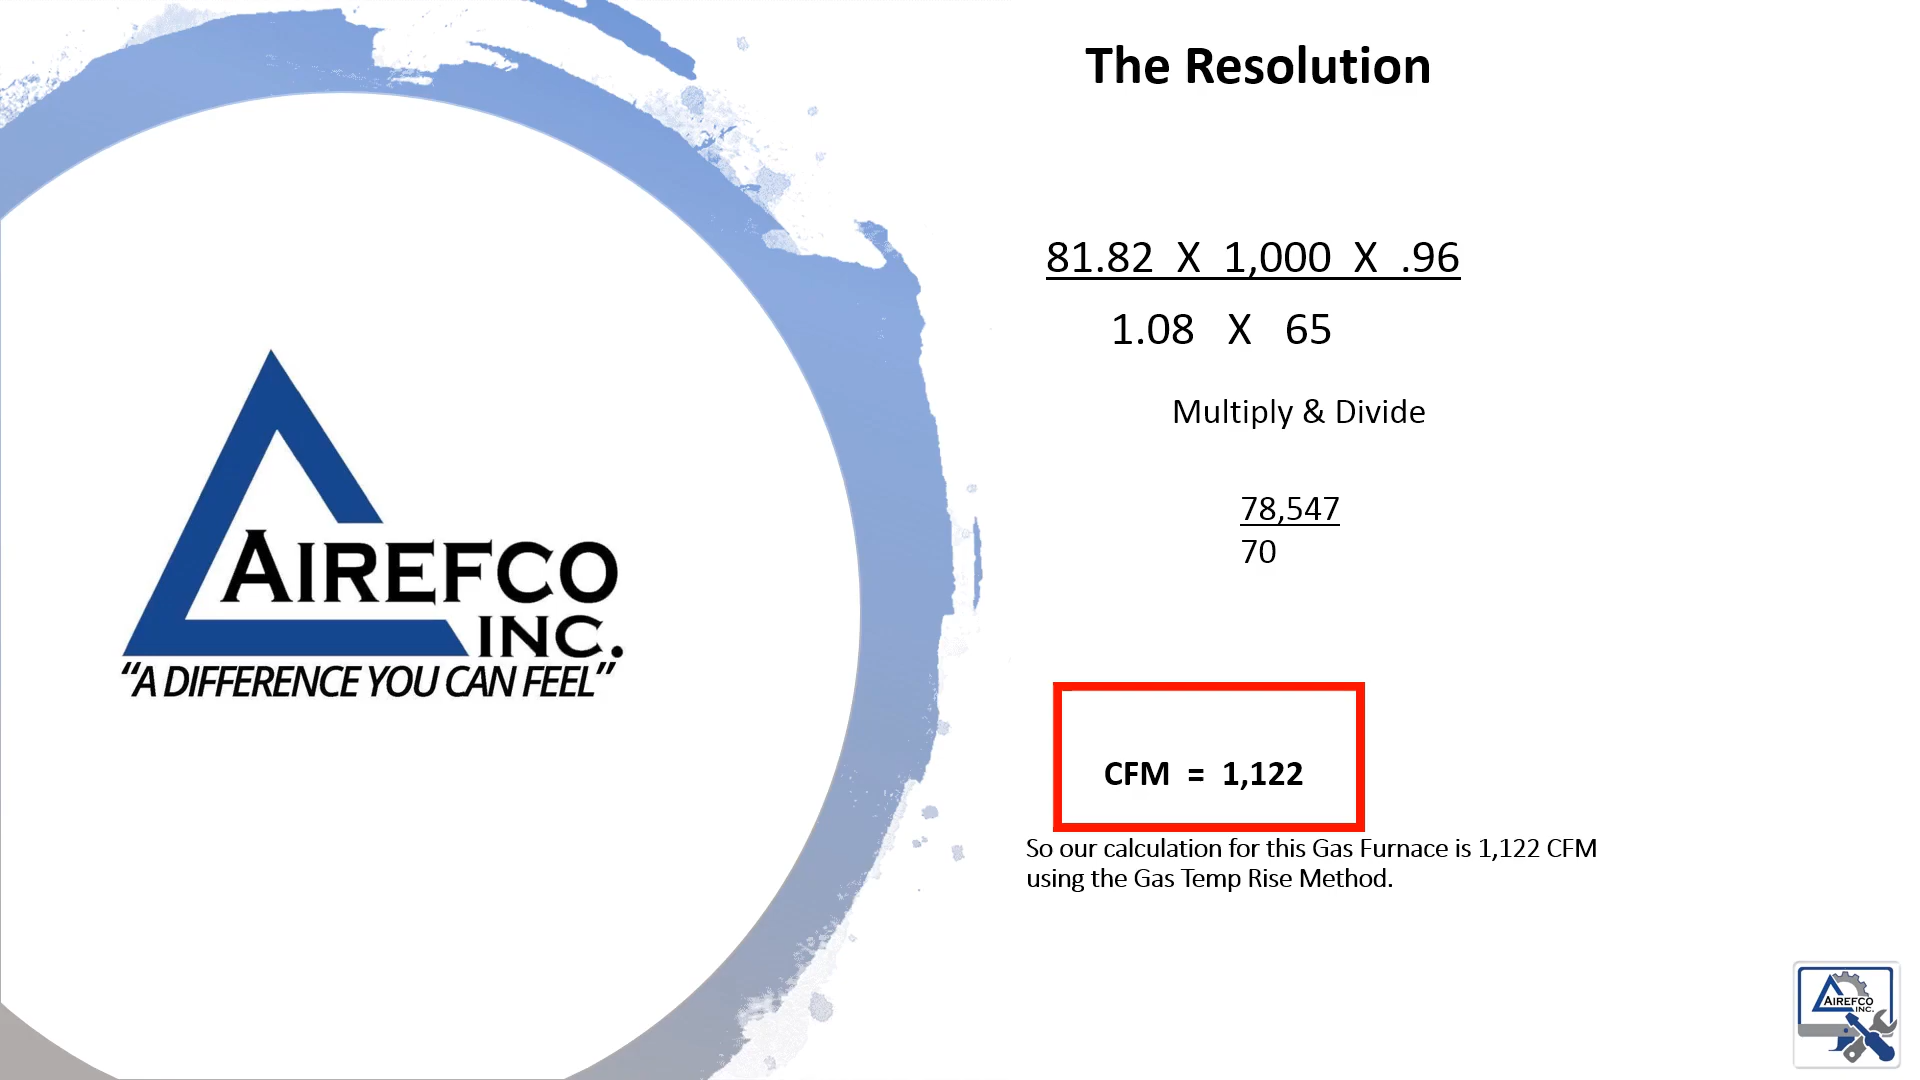 The Resolution
81.82 X 1,000 X .96
1.08 X 65
Multiply & Divide
78,547
70
CFM = 1,122
So our calculation for this Gas Furnace is 1,122 CFM
using the Gas Temp Rise Method.
AIREFCO
INC.
“A DIFFERENCE YOU CAN FEEL”
AIREFCO
INC.